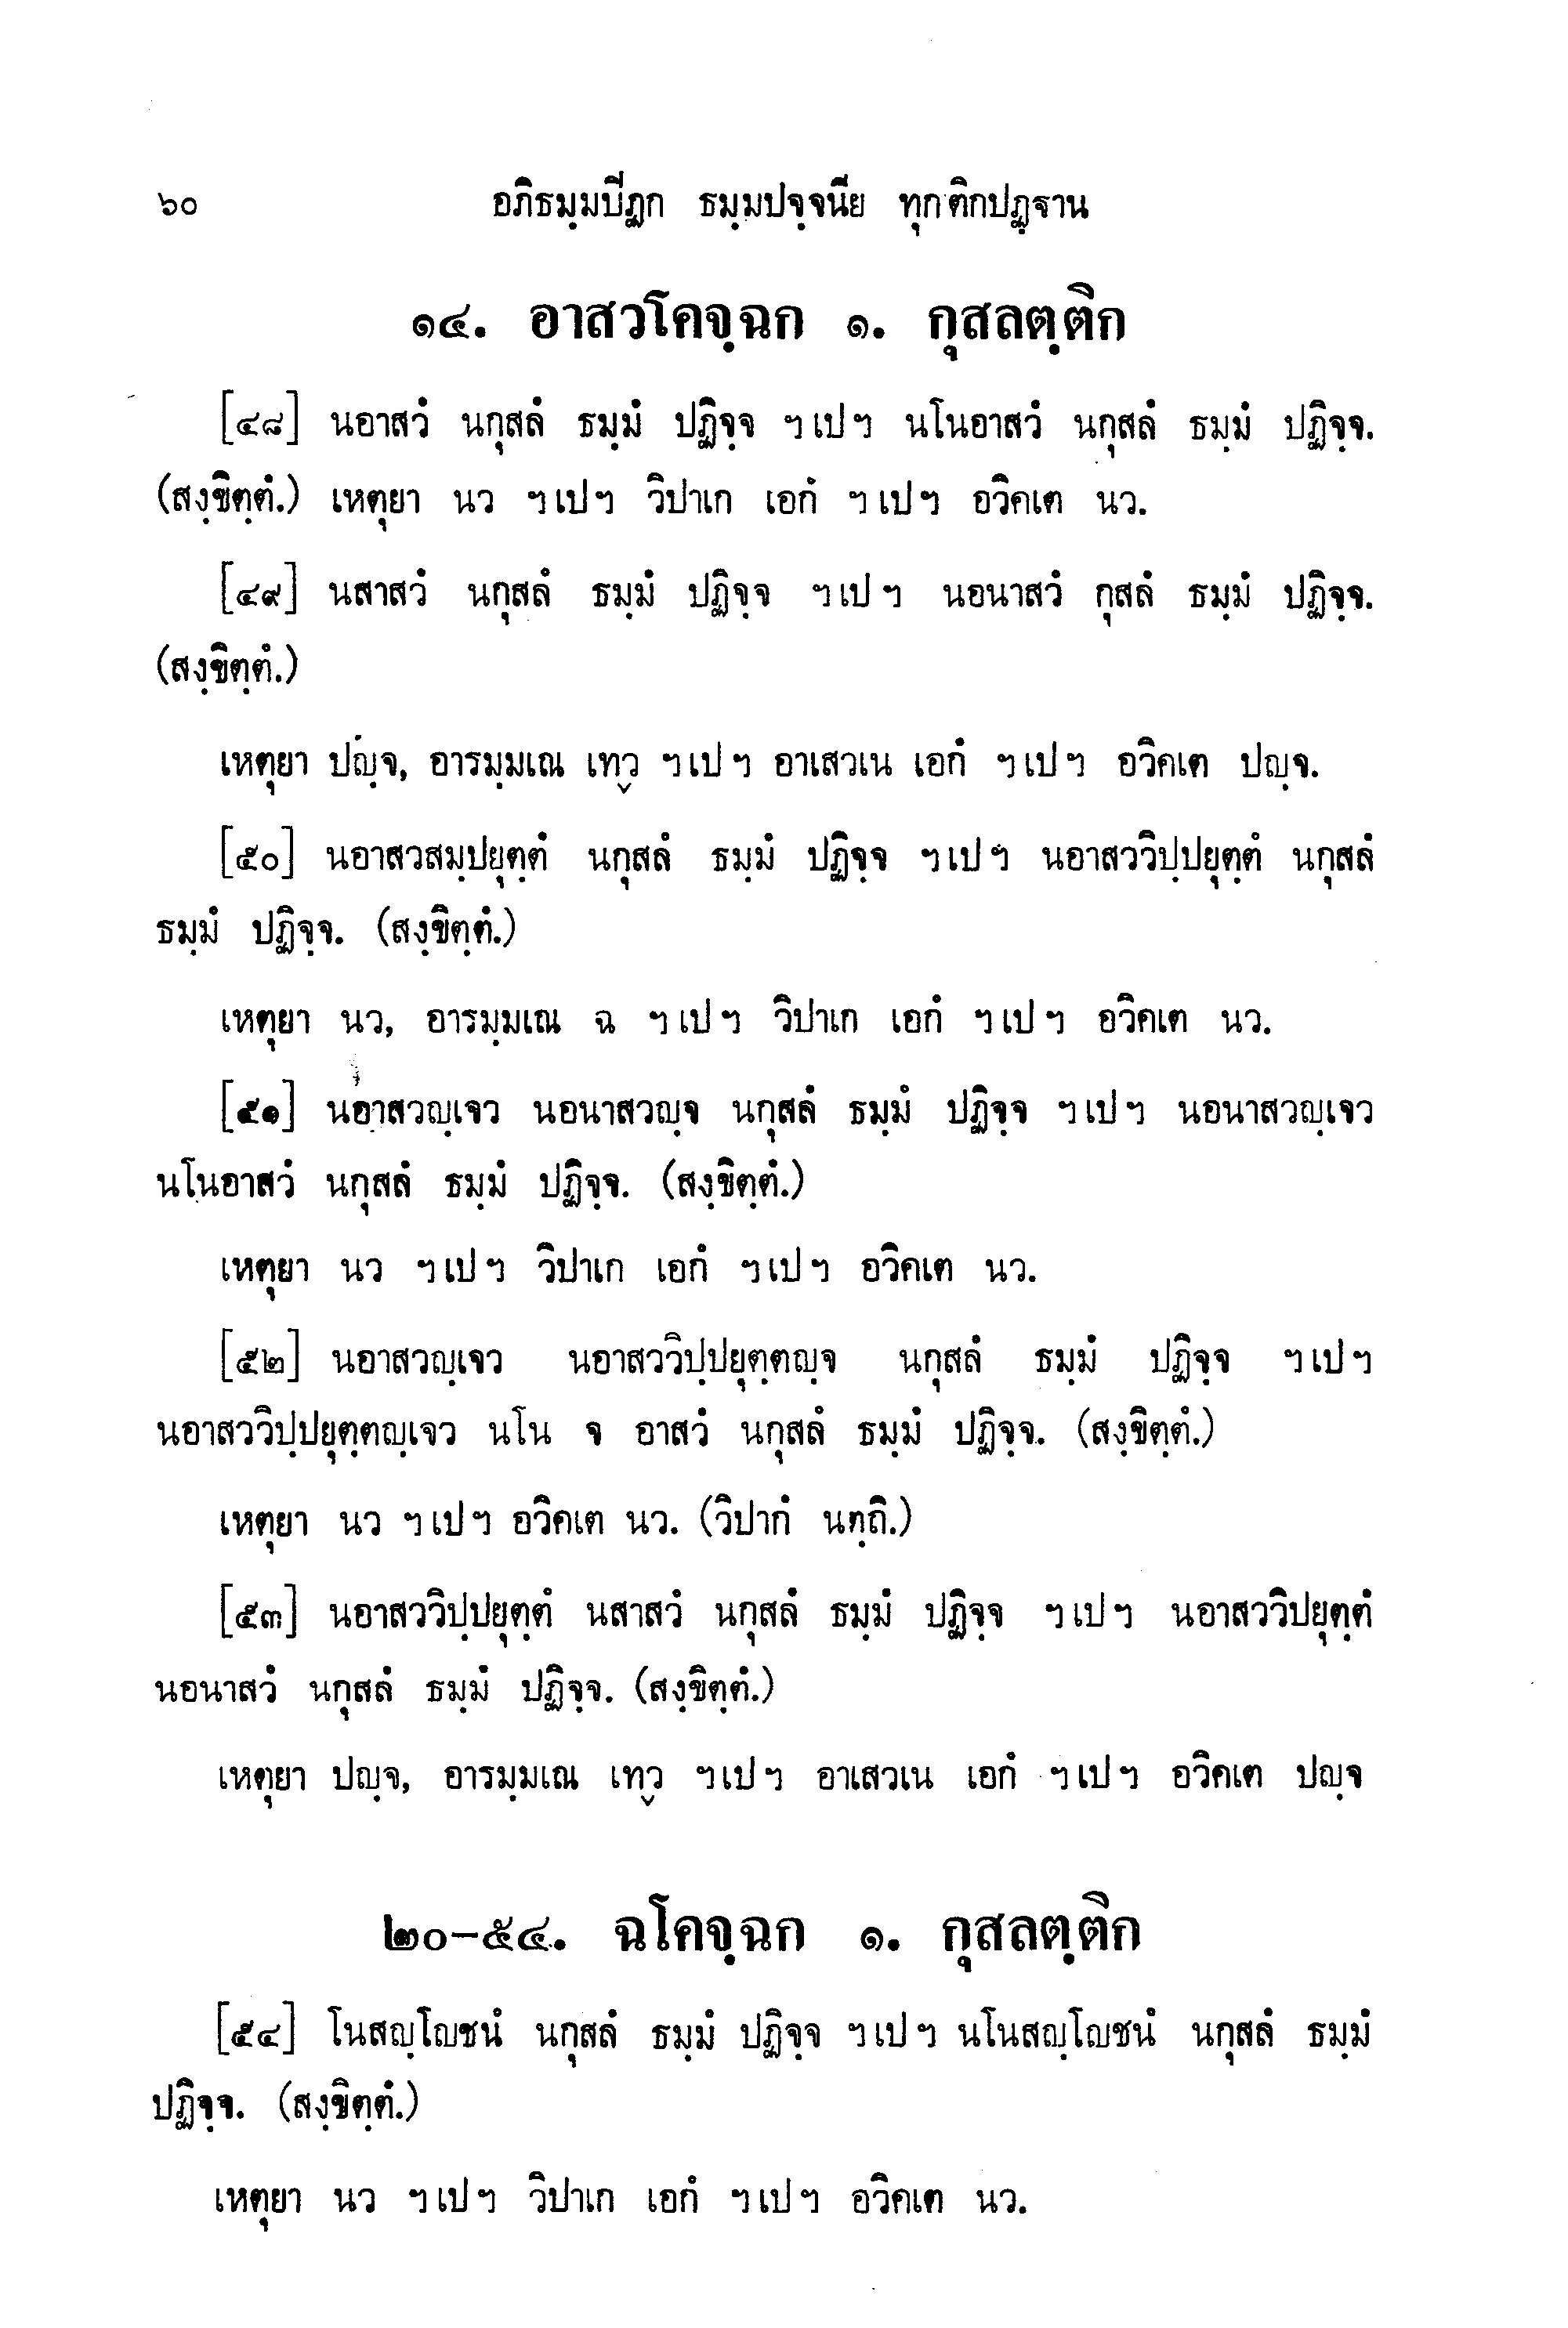 ๖๐ อภิธมฺมปีฏก ธมฺมปจฺจนีย ทุกติกปฏฺฐาน
๑๔. อาสวโคจฺฉก ๑. กุสลตฺติก
[๔๘] นอาสวํ นกุสลํ ธมฺมํ ปฏิจฺจ ฯเปฯ นโนอาสวํ นกุสลํ ธมฺมํ ปฏิจฺจ.
(สงฺขิตฺตํ.) เหตุยา นว ฯเปฯ วิปาเก เอกํ ฯเปฯ อวิคเต นว.
[๔๙] นสาสวํ นกุสลํ ธมฺมํ ปฏิจฺจ ฯเปฯ นอนาสวํ กุสลํ ธมฺมํ ปฏิจฺจ.
(สงฺขิตฺตํ.)
เหตุยา ปญฺจ, อารมฺมเณ เทฺว ฯเปฯ อาเสวเน เอกํ ฯเปฯ อวิคเต ปญฺจ.
[๕๐] นอาสวสมฺปยุตฺตํ นกุสลํ ธมฺมํ ปฏิจฺจ ฯเปฯ นอาสววิปฺปยุตฺตํ นกุสลํ
ธมฺมํ ปฏิจฺจ. (สงฺขิตฺตํ.)
เหตุยา นว, อารมฺมเณ ฉ ฯเปฯ วิปาเก เอกํ ฯเปฯ อวิคเต นว.
[๕๑] นอาสวญฺเจว นอนาสวญฺจ นกุสลํ ธมฺมํ ปฏิจฺจ ฯเปฯ นอนาสวญฺเจว
นโนอาสวํ นกุสลํ ธมฺมํ ปฏิจฺจ. (สงฺขิตฺตํ.)
เหตุยา นว ฯเปฯ วิปาเก เอกํ ฯเปฯ อวิคเต นว.
[๕๒] นอาสวญฺเจว นอาสววิปฺปยุตฺตญฺจ นกุสลํ ธมฺมํ ปฏิจฺจ ฯเปฯ
นอาสววิปฺปยุตฺตญฺเจว นโน จ อาสวํ นกุสลํ ธมฺมํ ปฏิจฺจ. (สงฺขิตฺตํ.)
เหตุยา นว ฯเปฯ อวิคเต นว. (วิปากํ นตฺถิ.)
[๕๓] นอาสววิปฺปยุตฺตํ นสาสวํ นกุสลํ ธมฺมํ ปฏิจฺจ ฯเปฯ นอาสววิปยุตฺตํ
นอนาสวํ นกุสลํ ธมฺมํ ปฏิจฺจ. (สงฺขิตฺตํ.)
เหตุยา ปญฺจ, อารมฺมเณ เทฺว ฯเปฯ อาเสวเน เอกํ ฯเปฯ อวิคเต ปญฺจ
๒๐-๕๔. ฉโคจฺฉก ๑. กุสลตฺติก
[๕๔] โนสญฺโญชนํ นกุสลํ ธมฺมํ ปฏิจฺจ ฯเปฯ นโนสญฺโญชนํ นกุสลํ ธมฺมํ
ปฏิจฺจ. (สงฺขิตฺตํ.)
เหตุยา นว ฯเปฯ วิปาเก เอกํ ฯเปฯ อวิคเต นว.